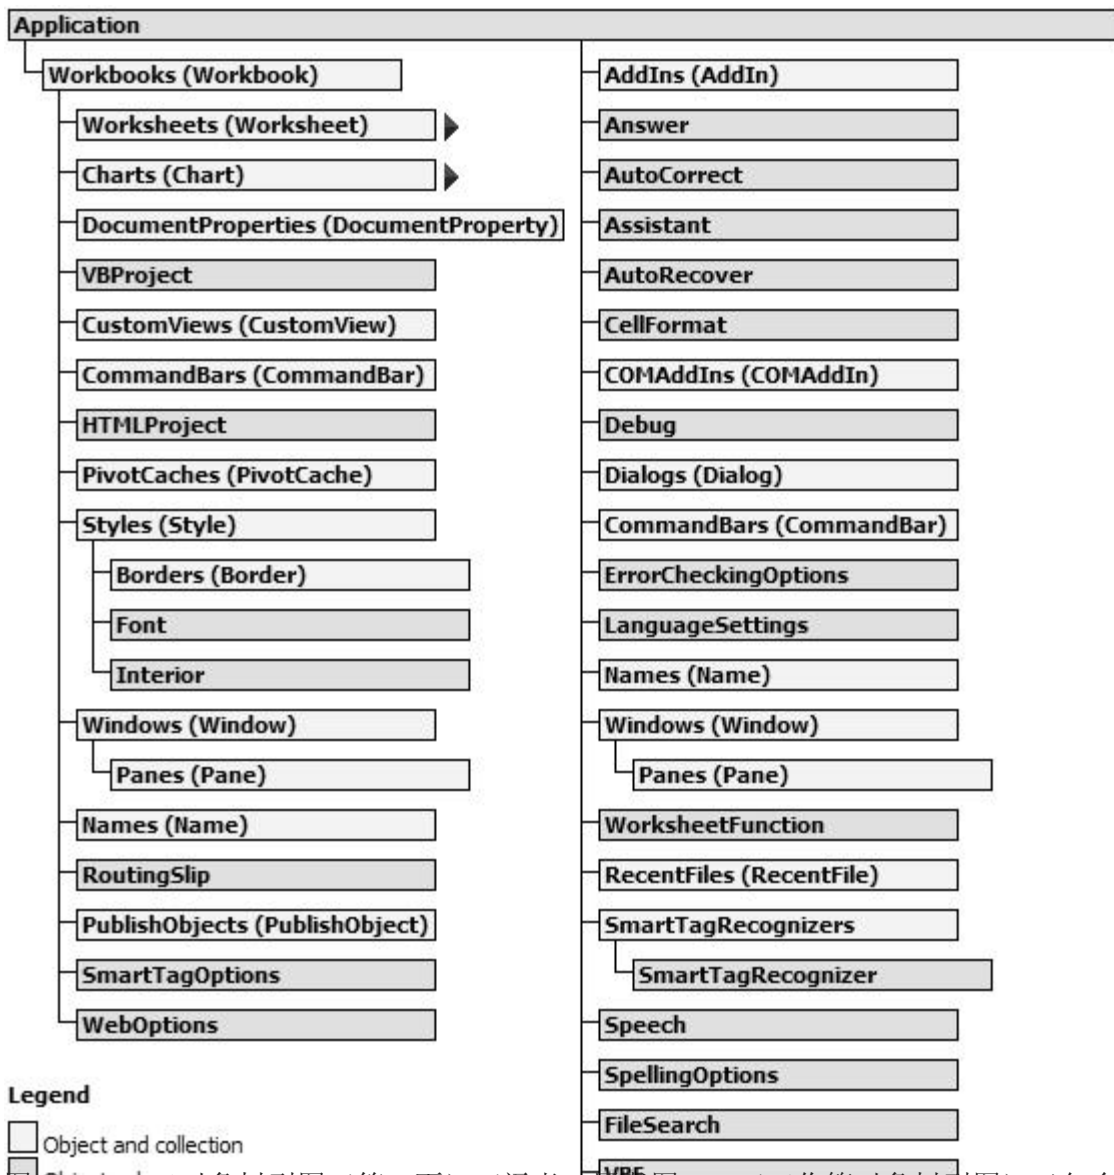 Application
Workbooks (Workbook)
Worksheets (Worksheet)
Charts (Chart)
DocumentProperties (DocumentProperty)
VBProject
CustomViews (CustomView)
CommandBars (CommandBar)
HTMLProject
PivotCaches (PivotCache)
Styles (Style)
Borders (Border)
Font
Interior
Windows (Window)
Panes (Pane)
Names (Name)
RoutingSlip
PublishObjects (PublishObject)
SmartTagOptions
WebOptions
AddIns (AddIn)
Answer
AutoCorrect
Assistant
AutoRecover
CellFormat
COMAddIns (COMAddIn)
Debug
Dialogs (Dialog)
CommandBars (CommandBar)
ErrorCheckingOptions
LanguageSettings
Names (Name)
Windows (Window)
Panes (Pane)
WorksheetFunction
RecentFiles (RecentFile)
SmartTagRecognizers
SmartTagRecognizer
Speech
SpellingOptions
FileSearch
VBE
Legend
Object and collection